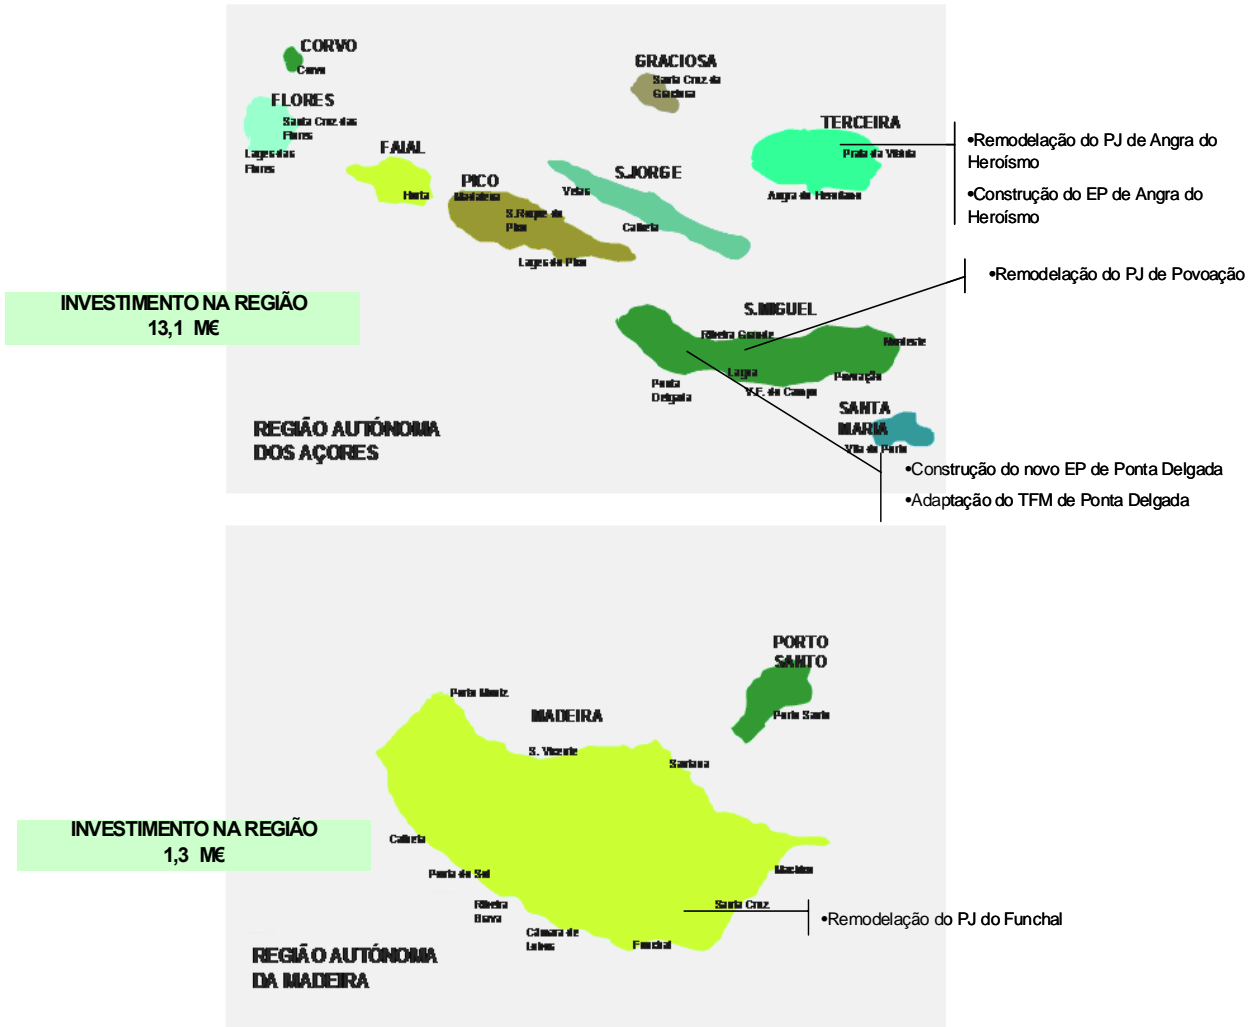 CORVO
Corvo
FLORES
Santa Cruz das
Flores
Lages das
Flores
FAIAL
Horta
PICO
Madalena
S.Roque do
Pico
Lages do Pico
S.JORGE
Velas
Calheta
GRACIOSA
Santa Cruz da
Graciosa
TERCEIRA
Praia da Vitória
Angra do Heroísmo
•Remodelação do PJ de Angra do
Heroísmo
•Construção do EP de Angra do
Heroísmo
•Remodelação do PJ de Povoação
INVESTIMENTO NA REGIÃO
13,1 M€
S.MIGUEL
Ribeira Grande
Nordeste
Lagoa
Povoação
Ponta
Delgada
V.F. do Campo
SANTA
MARIA
Vila do Porto
REGIÃO AUTÓNOMA
DOS AÇORES
•Construção do novo EP de Ponta Delgada
•Adaptação do TFM de Ponta Delgada
PORTO
SANTO
Porto Santo
MADEIRA
Porto Moniz
S. Vicente
Santana
INVESTIMENTO NA REGIÃO
1,3 M€
Calheta
Ponta do Sol
Ribeira
Brava
Câmara de
Lobos
Funchal
Santa Cruz
Machico
•Remodelação do PJ do Funchal
REGIÃO AUTÓNOMA
DA MADEIRA